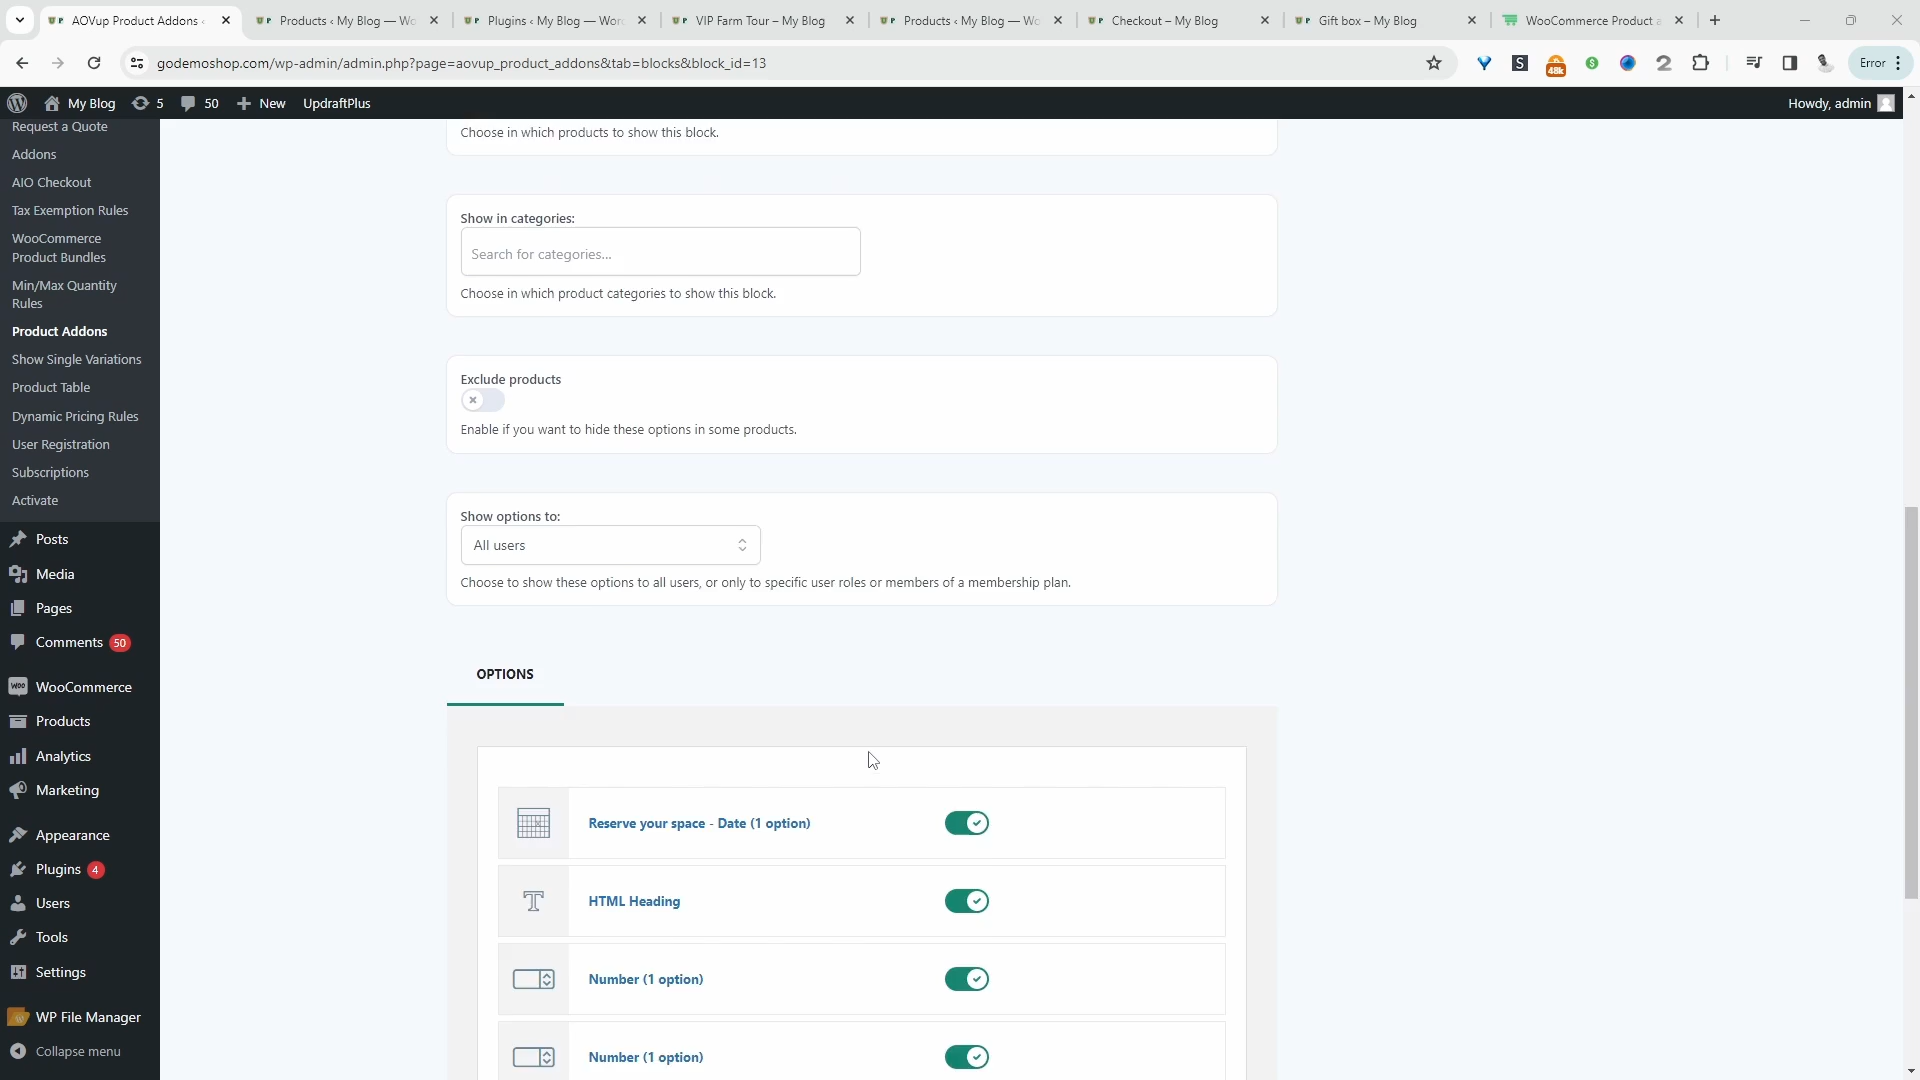 AOVup Product Addons ‹
Products ‹ My Blog — Wo
Plugins ‹ My Blog — Wor
VIP Farm Tour – My Blog
Products ‹ My Blog — Wo
Checkout – My Blog
Gift box – My Blog
WooCommerce Product a
godemoshop.com/wp-admin/admin.php?page=aovup_product_addons&tab=blocks&block_id=13
48k
Error
My Blog
5
50
New
UpdraftPlus
Howdy, admin
Request a Quote
Addons
AIO Checkout
Tax Exemption Rules
WooCommerce
Product Bundles
Min/Max Quantity
Rules
Product Addons
Show Single Variations
Product Table
Dynamic Pricing Rules
User Registration
Subscriptions
Activate
Posts
Media
Pages
Comments 50
WooCommerce
Products
Analytics
Marketing
Appearance
Plugins 4
Users
Tools
Settings
WP File Manager
Collapse menu
Choose in which products to show this block.
Show in categories:
Search for categories...
Choose in which product categories to show this block.
Exclude products
Enable if you want to hide these options in some products.
Show options to:
All users
Choose to show these options to all users, or only to specific user roles or members of a membership plan.
OPTIONS
Reserve your space - Date (1 option)
HTML Heading
Number (1 option)
Number (1 option)